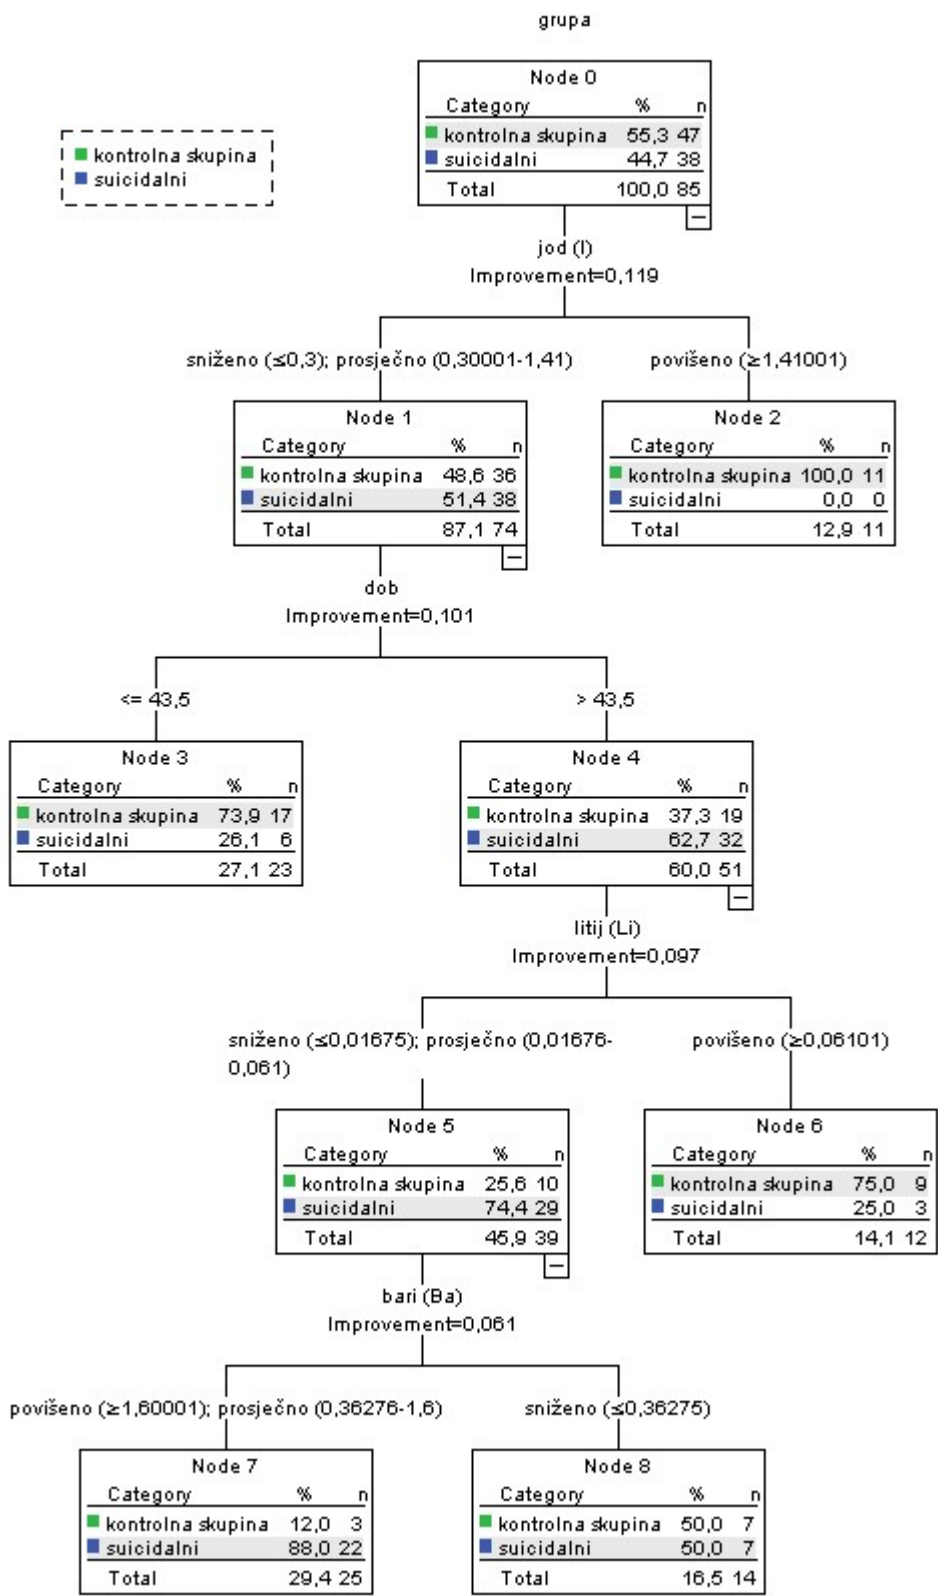 grupa
kontrolna skupina
suicidalni
Node 0
Category % n
kontrolna skupina 55,3 47
suicidalni 44,7 38
Total 100,0 85
jod (I)
Improvement=0,119
sniženo (≤0,3); prosječno (0,30001-1,41)
povišeno (≥1,41001)
Node 1
Category % n
kontrolna skupina 48,6 36
suicidalni 51,4 38
Total 87,1 74
Node 2
Category % n
kontrolna skupina 100,0 11
suicidalni 0,0 0
Total 12,9 11
dob
Improvement=0,101
<= 43,5
> 43,5
Node 3
Category % n
kontrolna skupina 73,9 17
suicidalni 26,1 6
Total 27,1 23
Node 4
Category % n
kontrolna skupina 37,3 19
suicidalni 62,7 32
Total 60,0 51
litij (Li)
Improvement=0,097
sniženo (≤0,01675); prosječno (0,01676-
0,061)
povišeno (≥0,06101)
Node 5
Category % n
kontrolna skupina 25,6 10
suicidalni 74,4 29
Total 45,9 39
Node 6
Category % n
kontrolna skupina 75,0 9
suicidalni 25,0 3
Total 14,1 12
bari (Ba)
Improvement=0,061
povišeno (≥1,60001); prosječno (0,36276-1,6)
sniženo (≤0,36275)
Node 7
Category % n
kontrolna skupina 12,0 3
suicidalni 88,0 22
Total 29,4 25
Node 8
Category % n
kontrolna skupina 50,0 7
suicidalni 50,0 7
Total 16,5 14